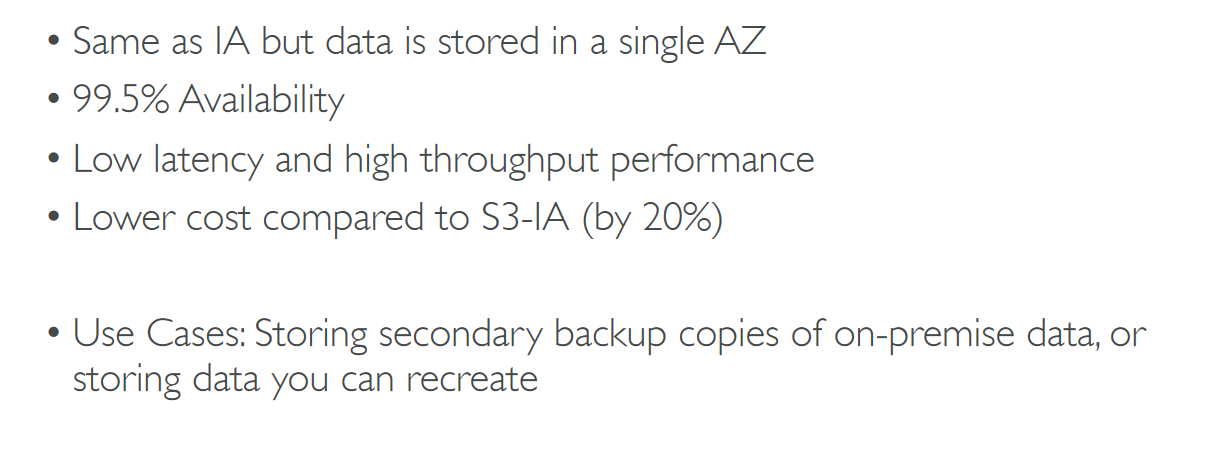 • Same as IA but data is stored in a single AZ
• 99.5% Availability
• Low latency and high throughput performance
• Lower cost compared to S3-IA (by 20%)
• Use Cases: Storing secondary backup copies of on-premise data, or
storing data you can recreate